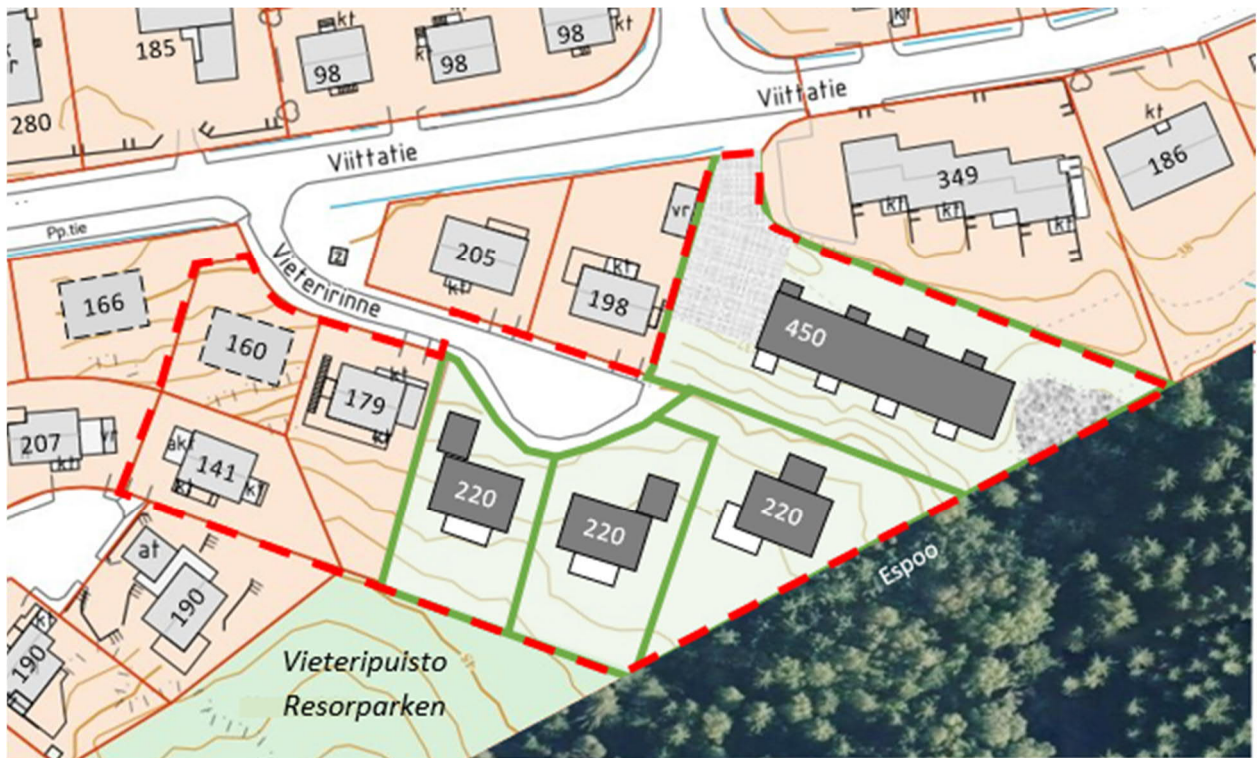 185
kt
98
kt
98
98
kt
kt
280
Viittatie
Viittatie
kt
186
349
kt
kt
kt
Pp.tie
vr
205
kt
kt
198
Vieteririnne
166
160
450
kt
179
kt
207
vr
kt
141
kt
kt
220
220
220
at
190
kt
190
Espoo
Vieteripuisto
Resorparken